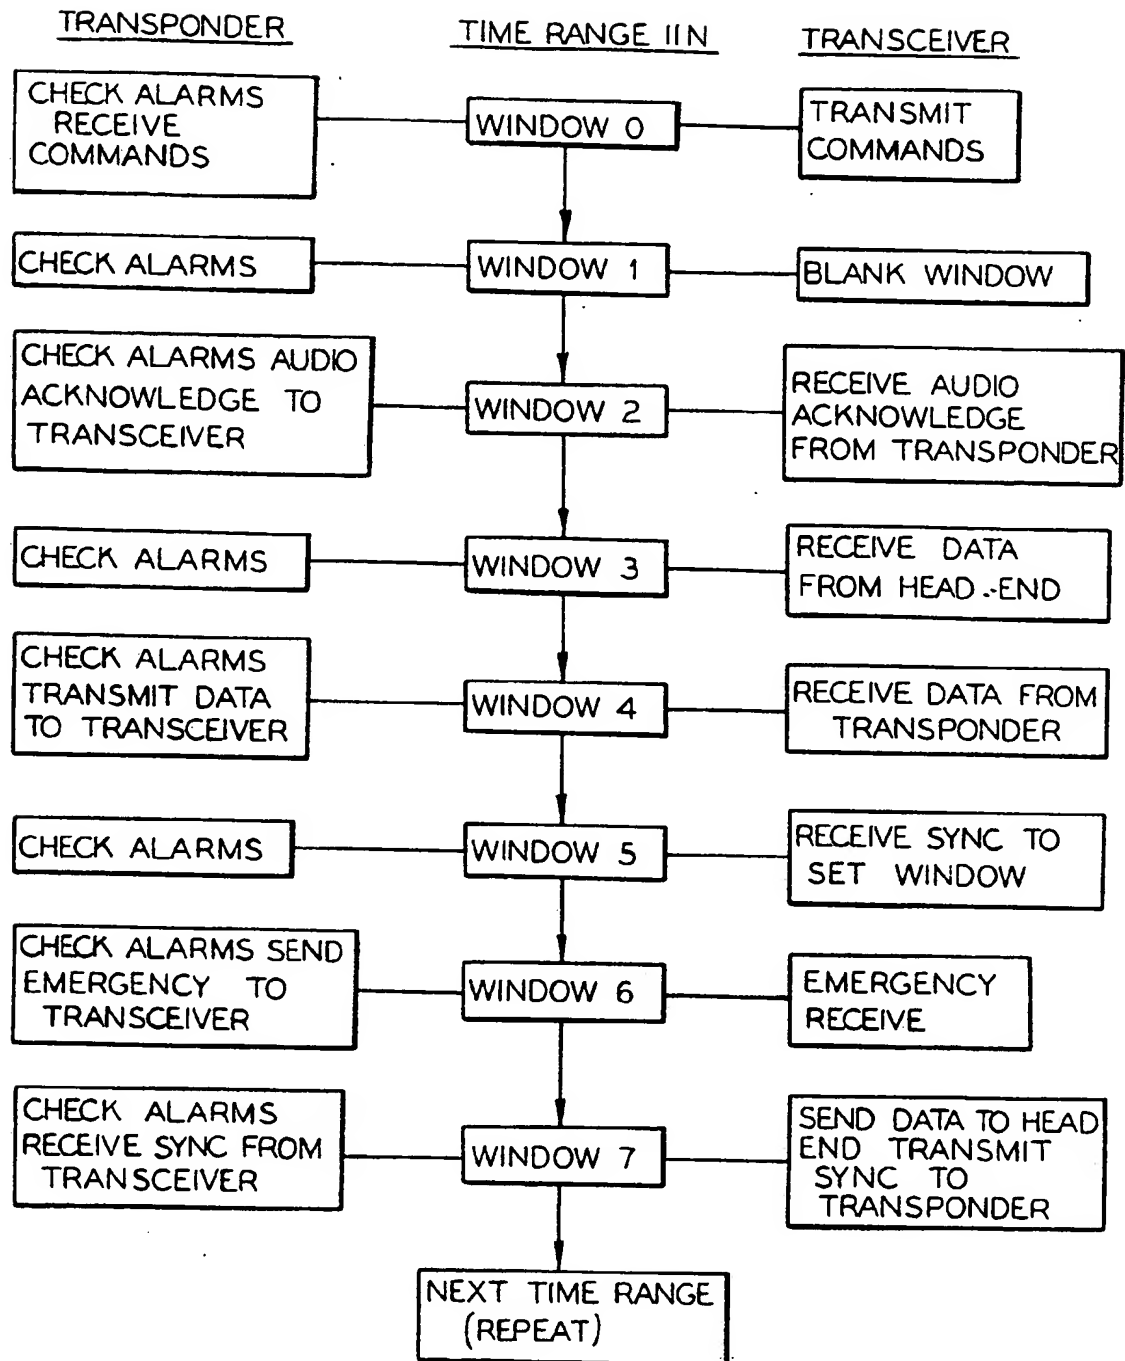 TRANSPONDER
TIME RANGE IIN
TRANSCEIVER
CHECK ALARMS
RECEIVE
COMMANDS
WINDOW 0
TRANSMIT
COMMANDS
CHECK ALARMS
WINDOW 1
BLANK WINDOW
CHECK ALARMS AUDIO
ACKNOWLEDGE TO
TRANSCEIVER
WINDOW 2
RECEIVE AUDIO
ACKNOWLEDGE
FROM TRANSPONDER
CHECK ALARMS
WINDOW 3
RECEIVE DATA
FROM HEAD-END
CHECK ALARMS
TRANSMIT DATA
TO TRANSCEIVER
WINDOW 4
RECEIVE DATA FROM
TRANSPONDER
CHECK ALARMS
WINDOW 5
RECEIVE SYNC TO
SET WINDOW
CHECK ALARMS SEND
EMERGENCY TO
TRANSCEIVER
WINDOW 6
EMERGENCY
RECEIVE
CHECK ALARMS
RECEIVE SYNC FROM
TRANSCEIVER
WINDOW 7
SEND DATA TO HEAD
END TRANSMIT
SYNC TO
TRANSPONDER
NEXT TIME RANGE
(REPEAT)